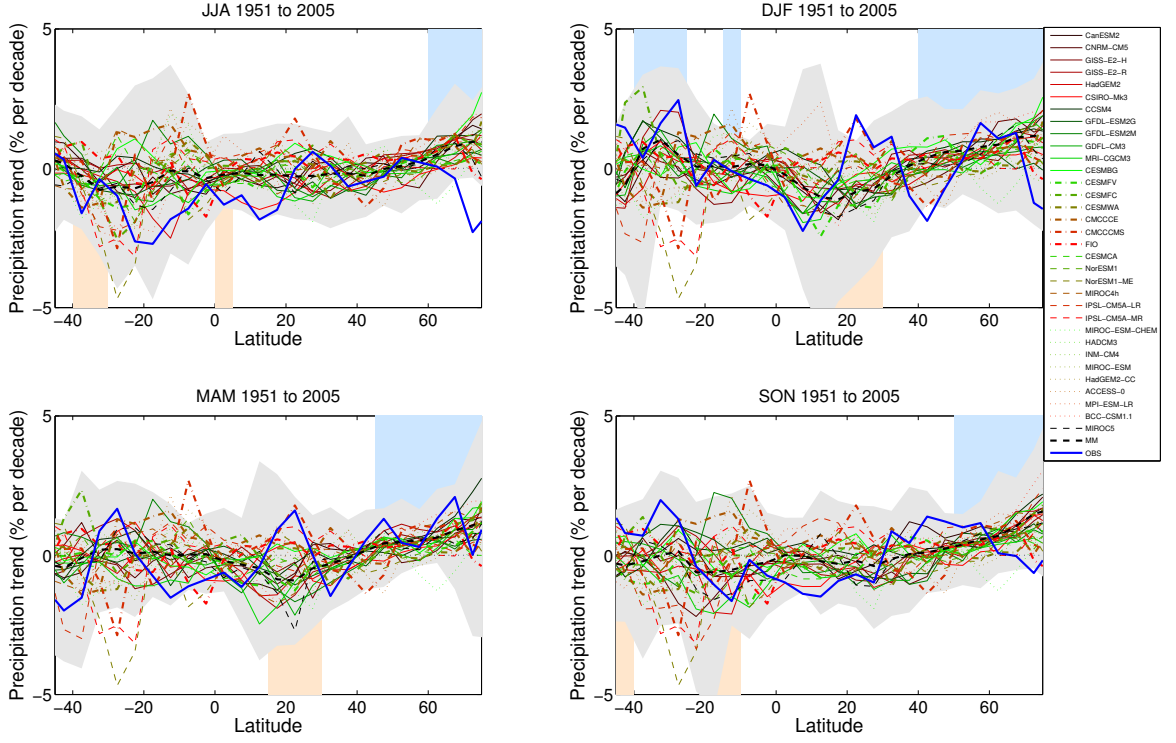 JJA 1951 to 2005
Precipitation trend (% per decade)
5
0
−5
−40
−20
0
20
40
60
Latitude
DJF 1951 to 2005
Precipitation trend (% per decade)
5
0
−5
−40
−20
0
20
40
60
Latitude
CanESM2
CNRM−CM5
GISS−E2−H
GISS−E2−R
HadGEM2
CSIRO−Mk3
CCSM4
GFDL−ESM2G
GFDL−ESM2M
GDFL−CM3
MRI−CGCM3
CESMBG
CESMFV
CESMFC
CESMWA
CMCCCE
CMCCCMS
FIO
CESMCA
NorESM1
NorESM1−ME
MIROC4h
IPSL−CM5A−LR
IPSL−CM5A−MR
MIROC−ESM−CHEM
HADCM3
INM−CM4
MIROC−ESM
HadGEM2−CC
ACCESS−0
MPI−ESM−LR
BCC−CSM1.1
MIROC5
MM
OBS
MAM 1951 to 2005
Precipitation trend (% per decade)
5
0
−5
−40
−20
0
20
40
60
Latitude
SON 1951 to 2005
Precipitation trend (% per decade)
5
0
−5
−40
−20
0
20
40
60
Latitude